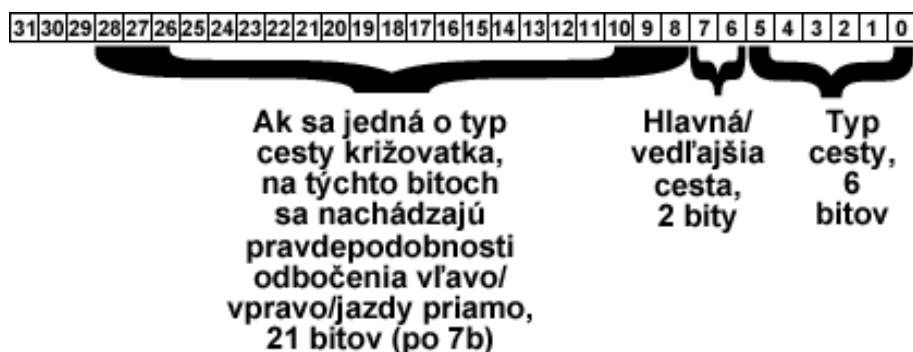 31 30 29 28 27 26 25 24 23 22 21 20 19 18 17 16 15 14 13 12 11 10 9 8 7 6 5 4 3 2 1 0
Ak sa jedná o typ
cesty križovatka,
na týchto bitoch
sa nachádzajú
pravdepodobnosti
odbočenia vľavo/
vpravo/jazdy priamo,
21 bitov (po 7b)
Hlavná/
vedľajšia
cesta,
2 bity
Typ
cesty,
6
bitov